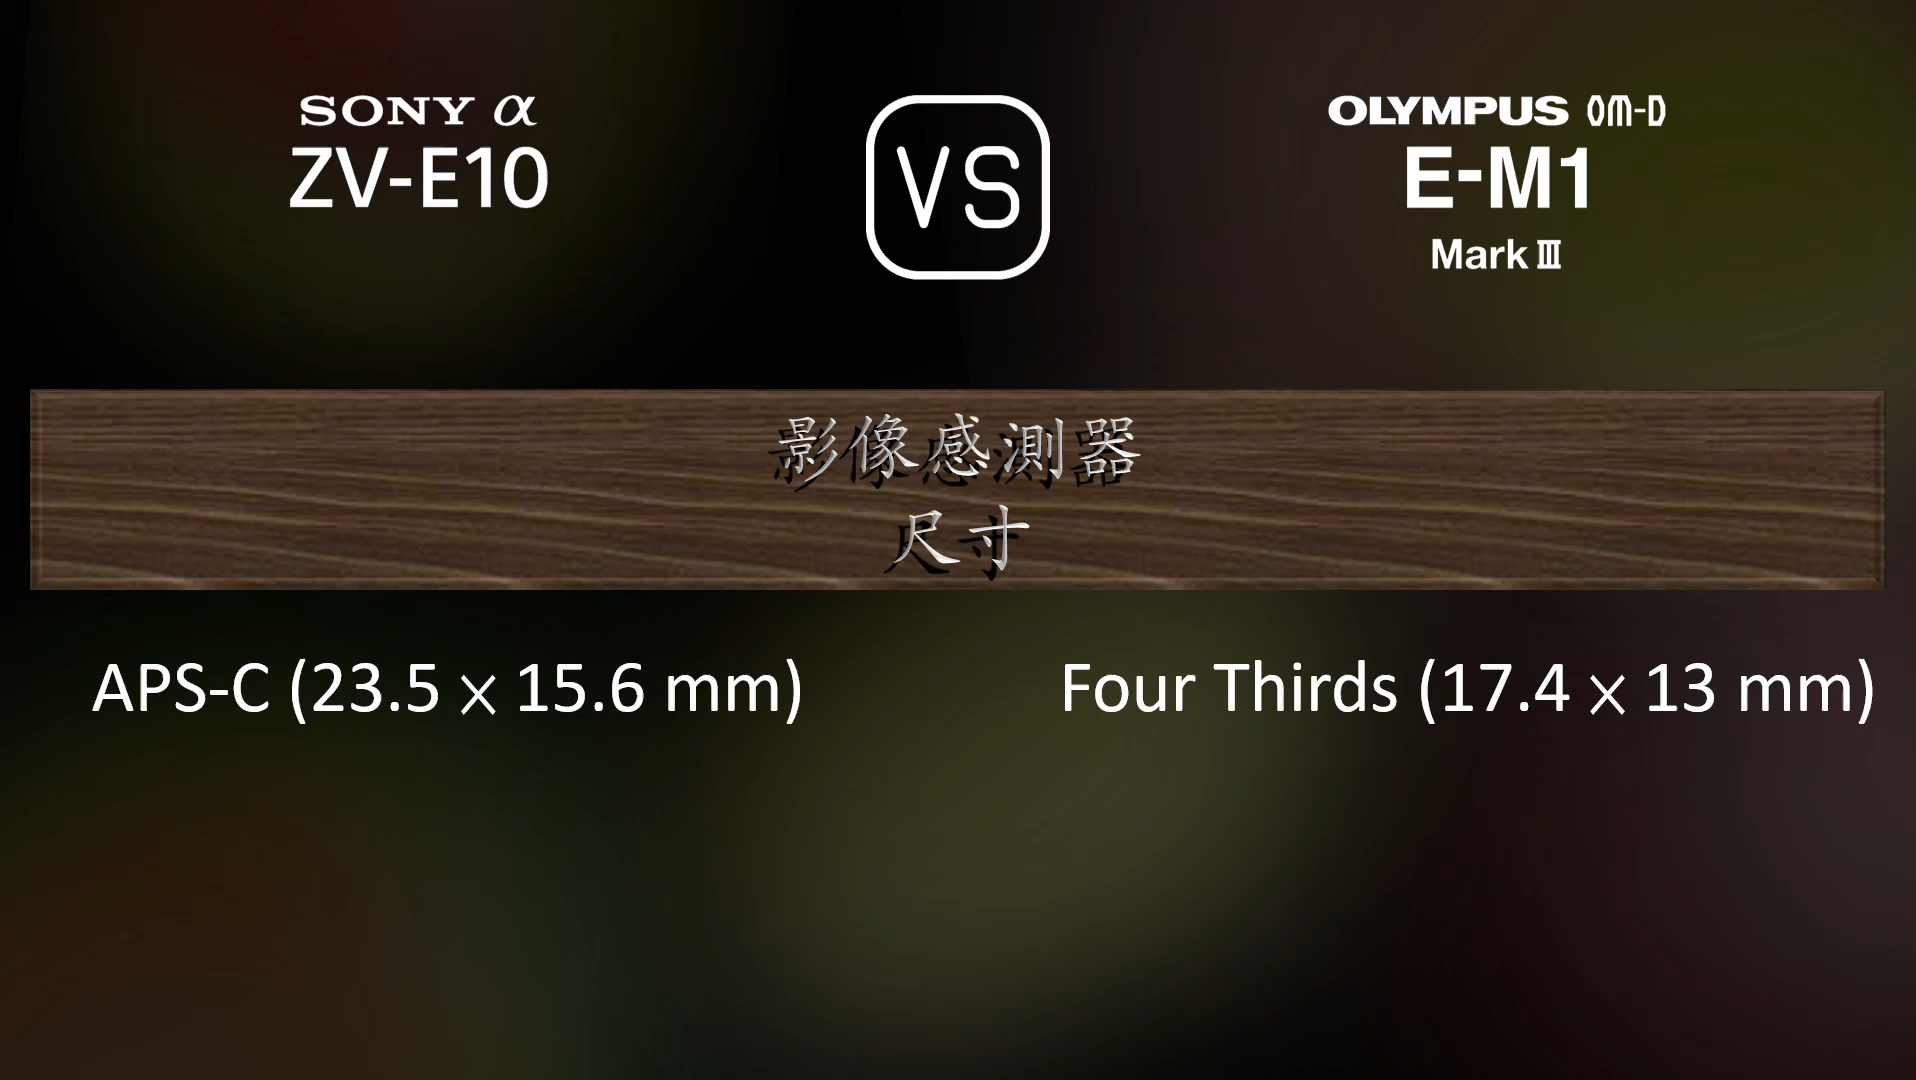 SONY α
ZV-E10
VS
OLYMPUS OM-D
E-M1
Mark III
影像感測器
尺寸
APS-C (23.5 x 15.6 mm)
Four Thirds (17.4 x 13 mm)